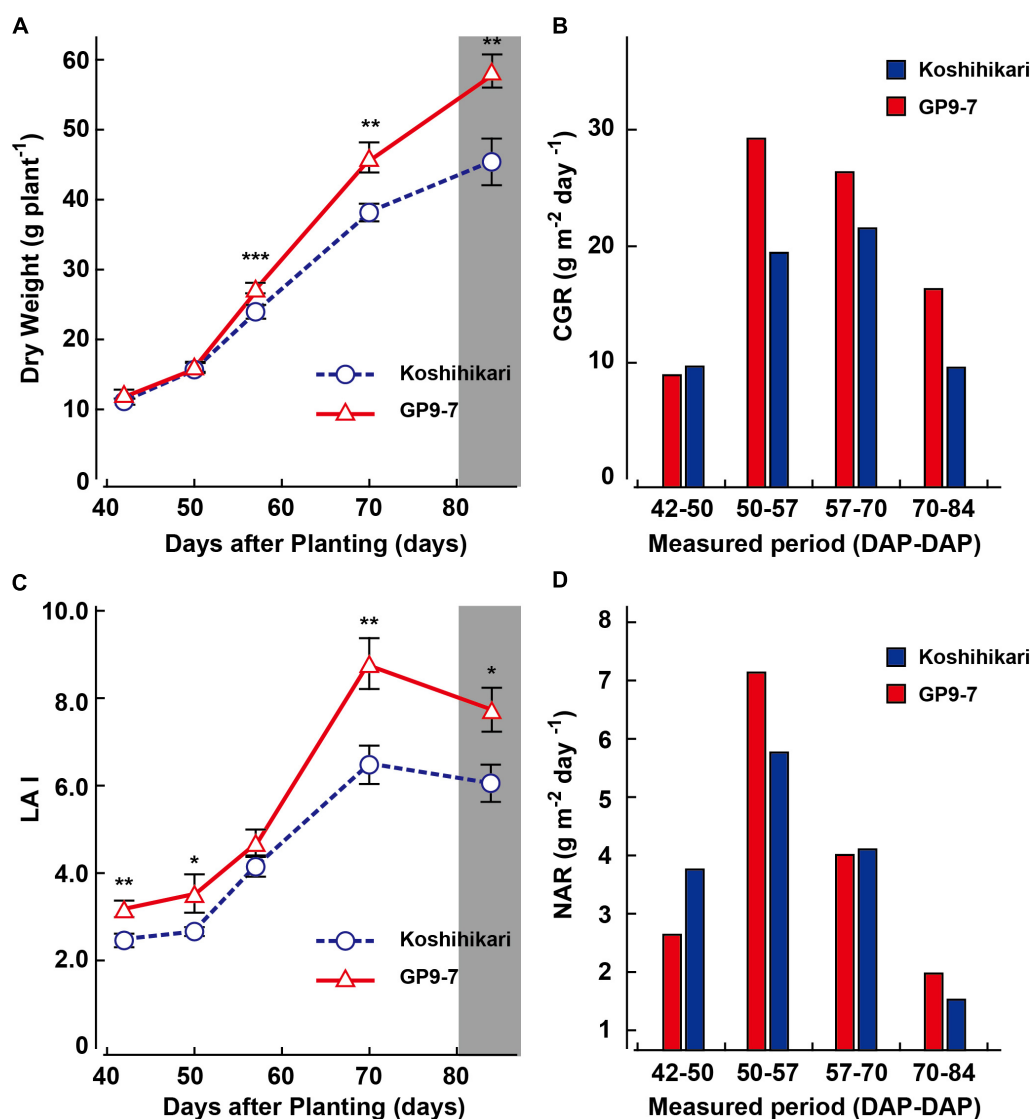 A
60
50
40
30
20
10
0
Dry Weight (g plant⁻¹)
***
**
**
Koshihikari
GP9-7
40 50 60 70 80
Days after Planting (days)
B
30
20
10
0
CGR (g m⁻² day ⁻¹)
Koshihikari
GP9-7
42-50 50-57 57-70 70-84
Measured period (DAP-DAP)
C
10.0
8.0
6.0
4.0
2.0
0
LA I
**
*
**
*
Koshihikari
GP9-7
40 50 60 70 80
Days after Planting (days)
D
8
7
6
5
4
3
2
1
NAR (g m⁻² day ⁻¹)
Koshihikari
GP9-7
42-50 50-57 57-70 70-84
Measured period (DAP-DAP)